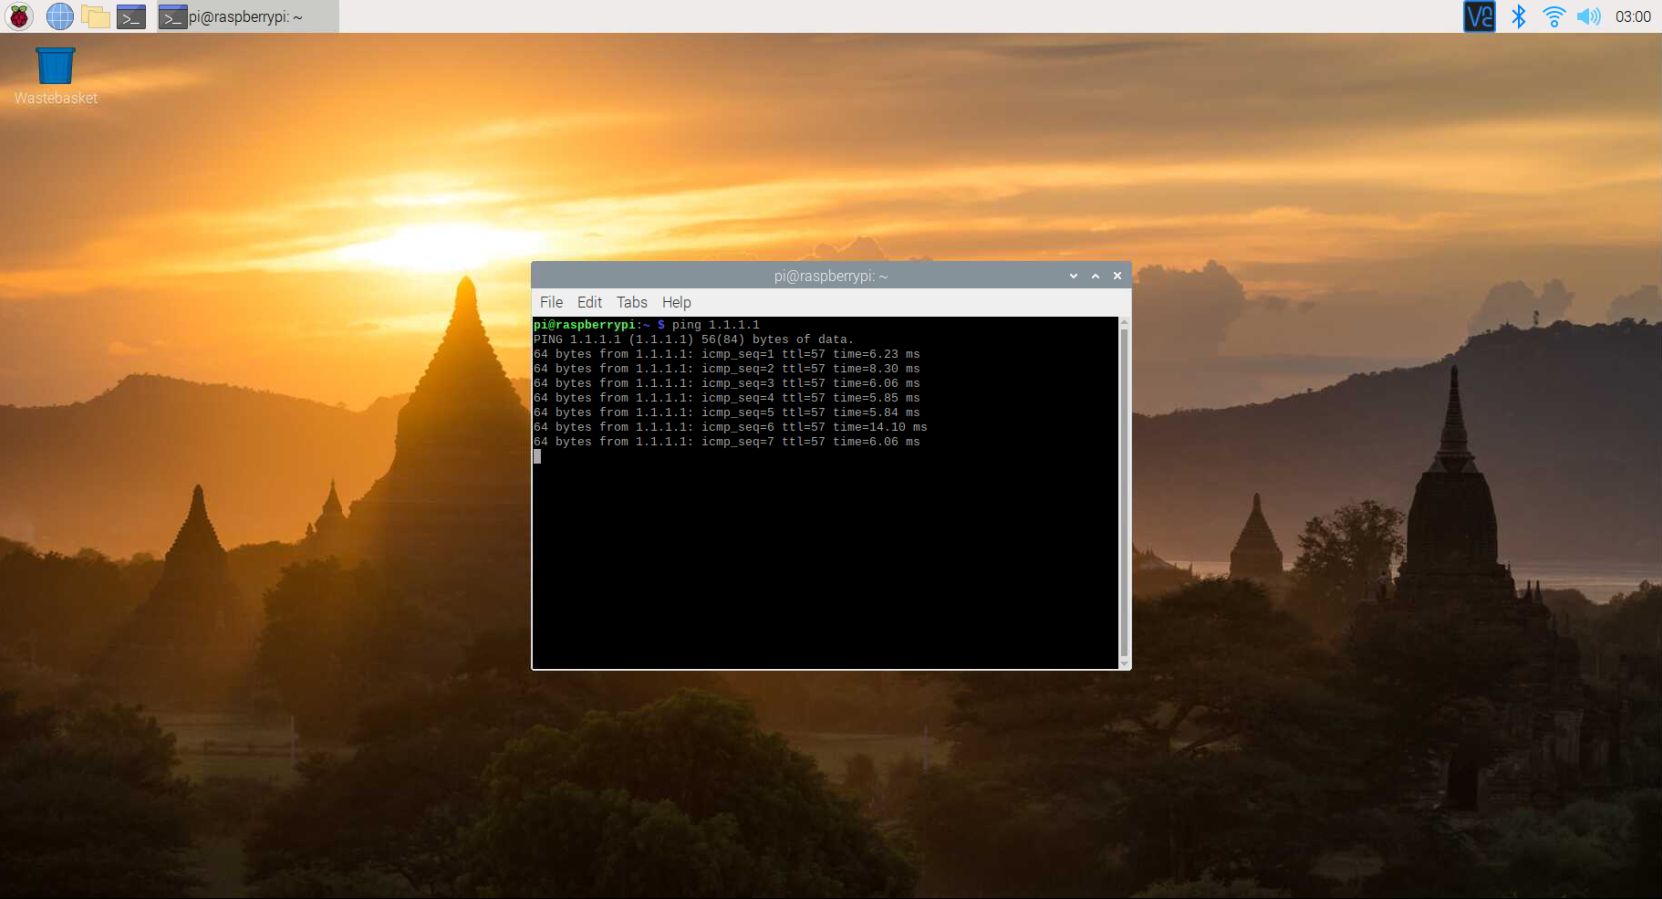 pi@raspberrypi: ~
VNC
03:00
Wastebasket
pi@raspberrypi: ~
File Edit Tabs Help
pi@raspberrypi:~ $ ping 1.1.1.1
PING 1.1.1.1 (1.1.1.1) 56(84) bytes of data.
64 bytes from 1.1.1.1: icmp_seq=1 ttl=57 time=6.23 ms
64 bytes from 1.1.1.1: icmp_seq=2 ttl=57 time=8.30 ms
64 bytes from 1.1.1.1: icmp_seq=3 ttl=57 time=6.06 ms
64 bytes from 1.1.1.1: icmp_seq=4 ttl=57 time=5.85 ms
64 bytes from 1.1.1.1: icmp_seq=5 ttl=57 time=5.84 ms
64 bytes from 1.1.1.1: icmp_seq=6 ttl=57 time=14.10 ms
64 bytes from 1.1.1.1: icmp_seq=7 ttl=57 time=6.06 ms